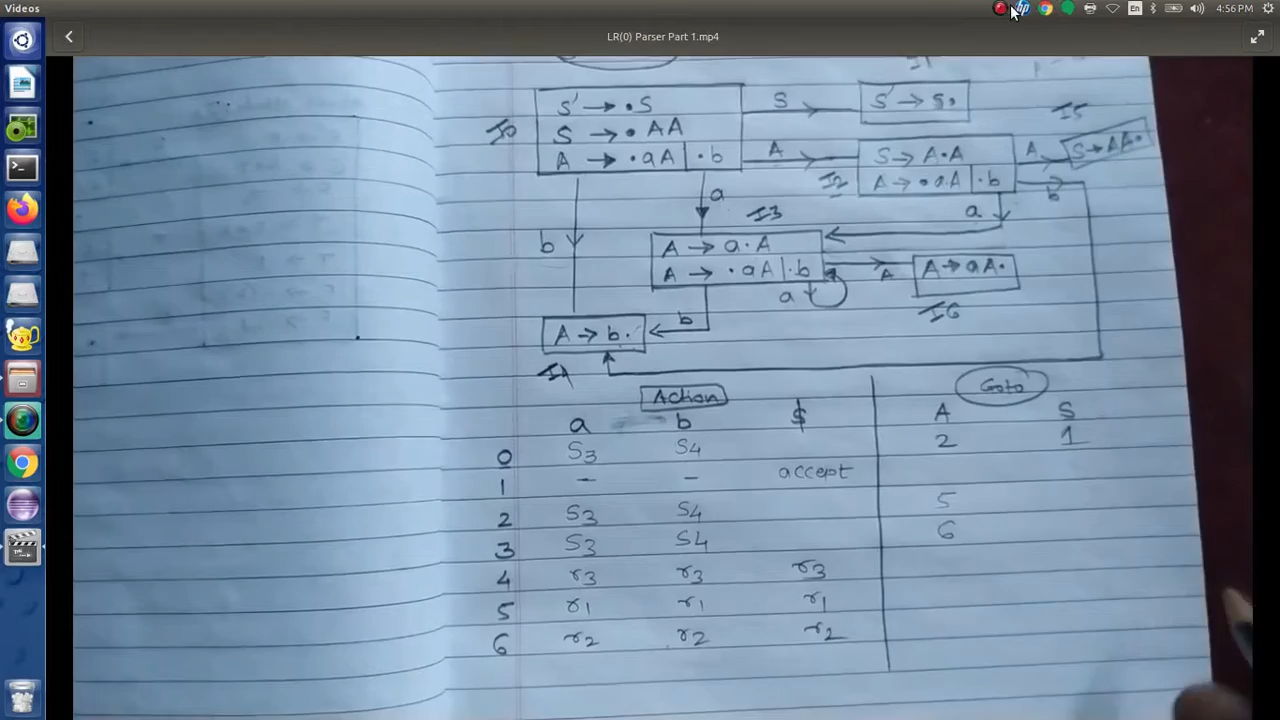 Videos
En
4:56 PM
LR(0) Parser Part 1.mp4
I1
I0
S' → •S
S → •AA
A → •aA | •b
S
S' → S•
A
I2
S → A•A
A → •aA | •b
A
I5
S → AA•
b
a
a
b
I3
A → a•A
A → •aA | •b
A
A → aA•
I6
a
b
A → b•
I4
Action
Goto
a b $ A S
0 S3 S4 2 1
1 – – accept
2 S3 S4 5
3 S3 S4 6
4 r3 r3 r3
5 r1 r1 r1
6 r2 r2 r2